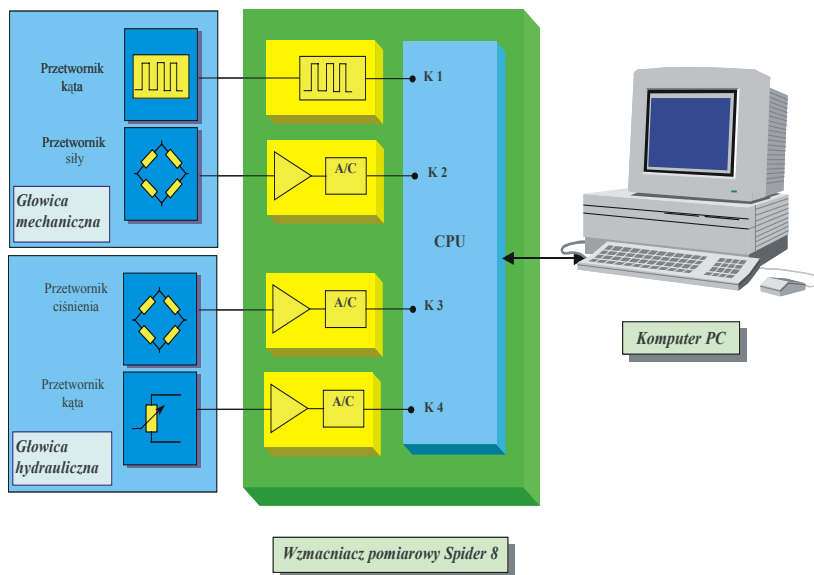 Przetwornik
kąta
Przetwornik
siły
Głowica
mechaniczna
Przetwornik
ciśnienia
Przetwornik
kąta
Głowica
hydrauliczna
K 1
A/C
K 2
CPU
A/C
K 3
A/C
K 4
Komputer PC
Wzmacniacz pomiarowy Spider 8